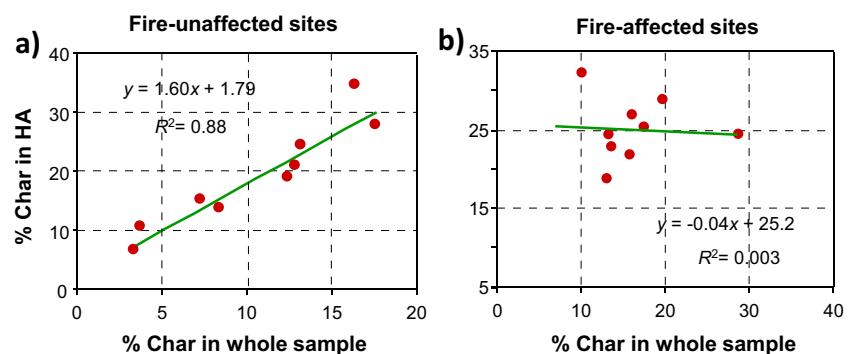 Fire-unaffected sites
a)
40
30
20
10
0
% Char in HA
y = 1.60x + 1.79
R²= 0.88
0 5 10 15 20
% Char in whole sample
Fire-affected sites
b)
35
25
15
5
y = -0.04x + 25.2
R²= 0.003
0 10 20 30 40
% Char in whole sample